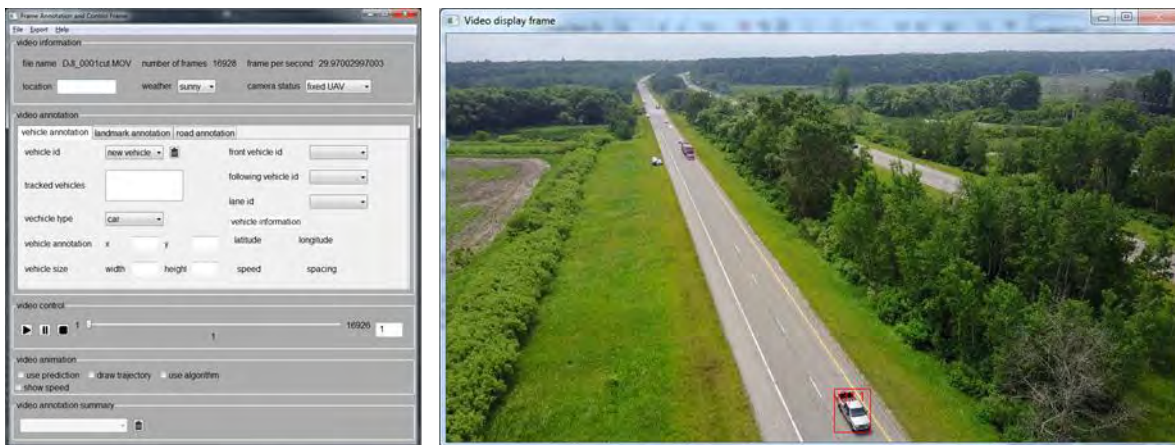 Frame Annotation and Control Frame
File Export Help
video information
file name DJI_0001cut.MOV number of frames 16928 frame per second 29.97002997003
location weather sunny camera status fixed UAV
video annotation
vehicle annotation landmark annotation road annotation
vehicle id new vehicle front vehicle id
tracked vehicles following vehicle id
lane id
vechicle type car vehicle information
vehicle annotation x y latitude longitude
vehicle size width height speed spacing
video control
1 16926 1
1
video animation
use prediction draw trajectory use algorithm
show speed
video annotation summary
Video display frame